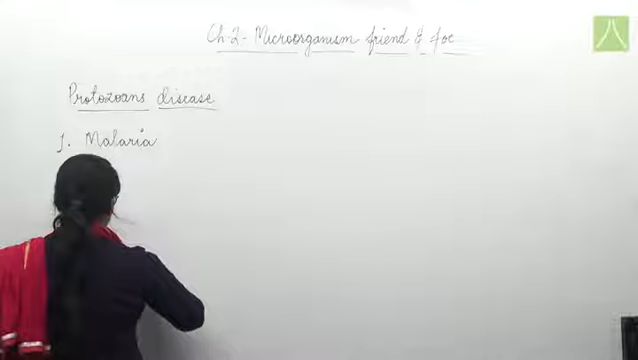 Ch-2- Microorganism friend & foe
Protozoans disease
1. Malaria